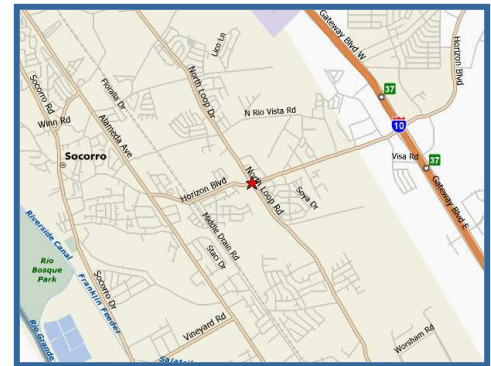 Gateway Blvd W
Horizon Blvd
Lico Ln
Socorro Rd
Fioralla Dr
North Loop Dr
37
Alameda Ave
N Rio Vista Rd
Winn Rd
10
Socorro
Visa Rd
37
Horizon Blvd
North Loop Rd
Soya Dr
Gateway Blvd E
Riverside Canal
Middle Drain Rd
Staci Dr
Rio
Bosque
Park
Franklin Feeder
Socorro Dr
Rio Grande
Vineyard Rd
Worsham Rd